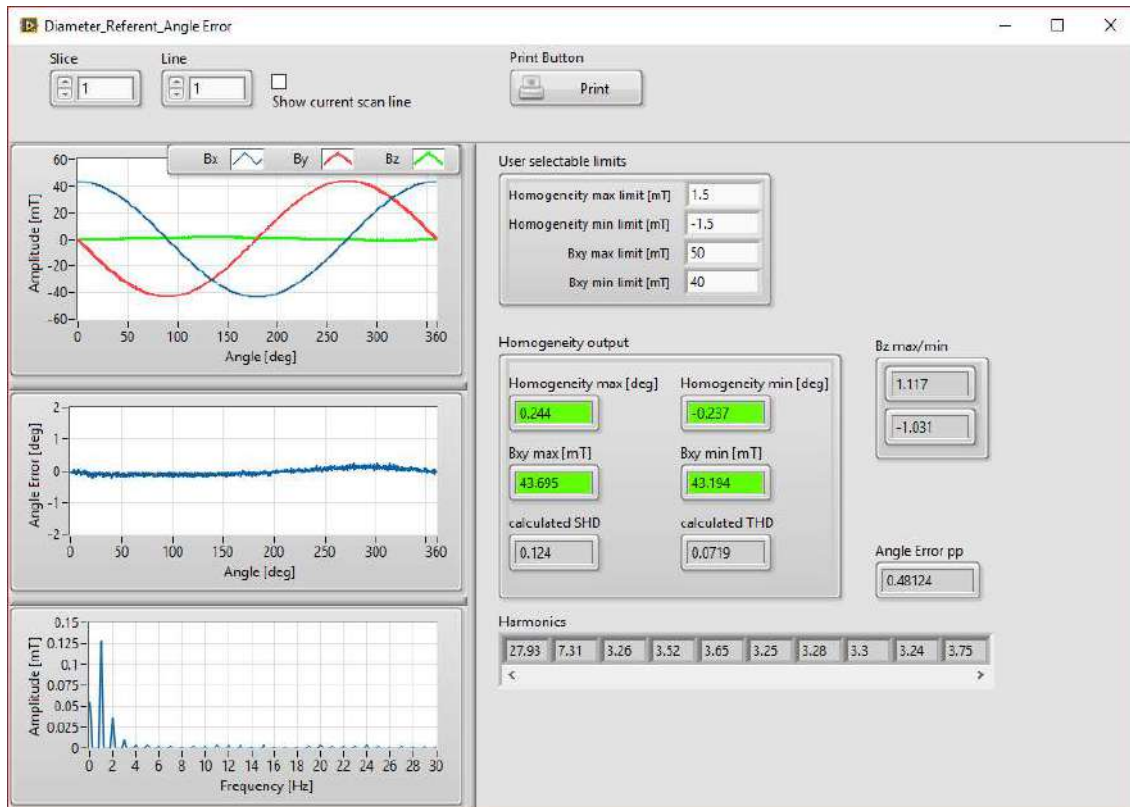 Diameter_Referent_Angle Error
Slice Line Print Button
1 1 Print
Show current scan line
Bx By Bz
60
40
20
0
-20
-40
-60
Amplitude [mT]
0 50 100 150 200 250 300 360
Angle [deg]
2
1
0
-1
-2
Angle Error [deg]
0 50 100 150 200 250 300 360
Angle [deg]
0.15
0.125
0.1
0.075
0.05
0.025
0
Amplitude [mT]
0 2 4 6 8 10 12 14 16 18 20 22 24 26 28 30
Frequency [Hz]
User selectable limits
Homogeneity max limit [mT] 1.5
Homogeneity min limit [mT] -1.5
Bxy max limit [mT] 50
Bxy min limit [mT] 40
Homogeneity output
Homogeneity max [deg] Homogeneity min [deg]
0.244 -0.237
Bxy max [mT] Bxy min [mT]
43.695 43.194
calculated SHD calculated THD
0.124 0.0719
Bz max/min
1.117
-1.031
Angle Error pp
0.48124
Harmonics
27.93 7.31 3.26 3.52 3.65 3.25 3.28 3.3 3.24 3.75